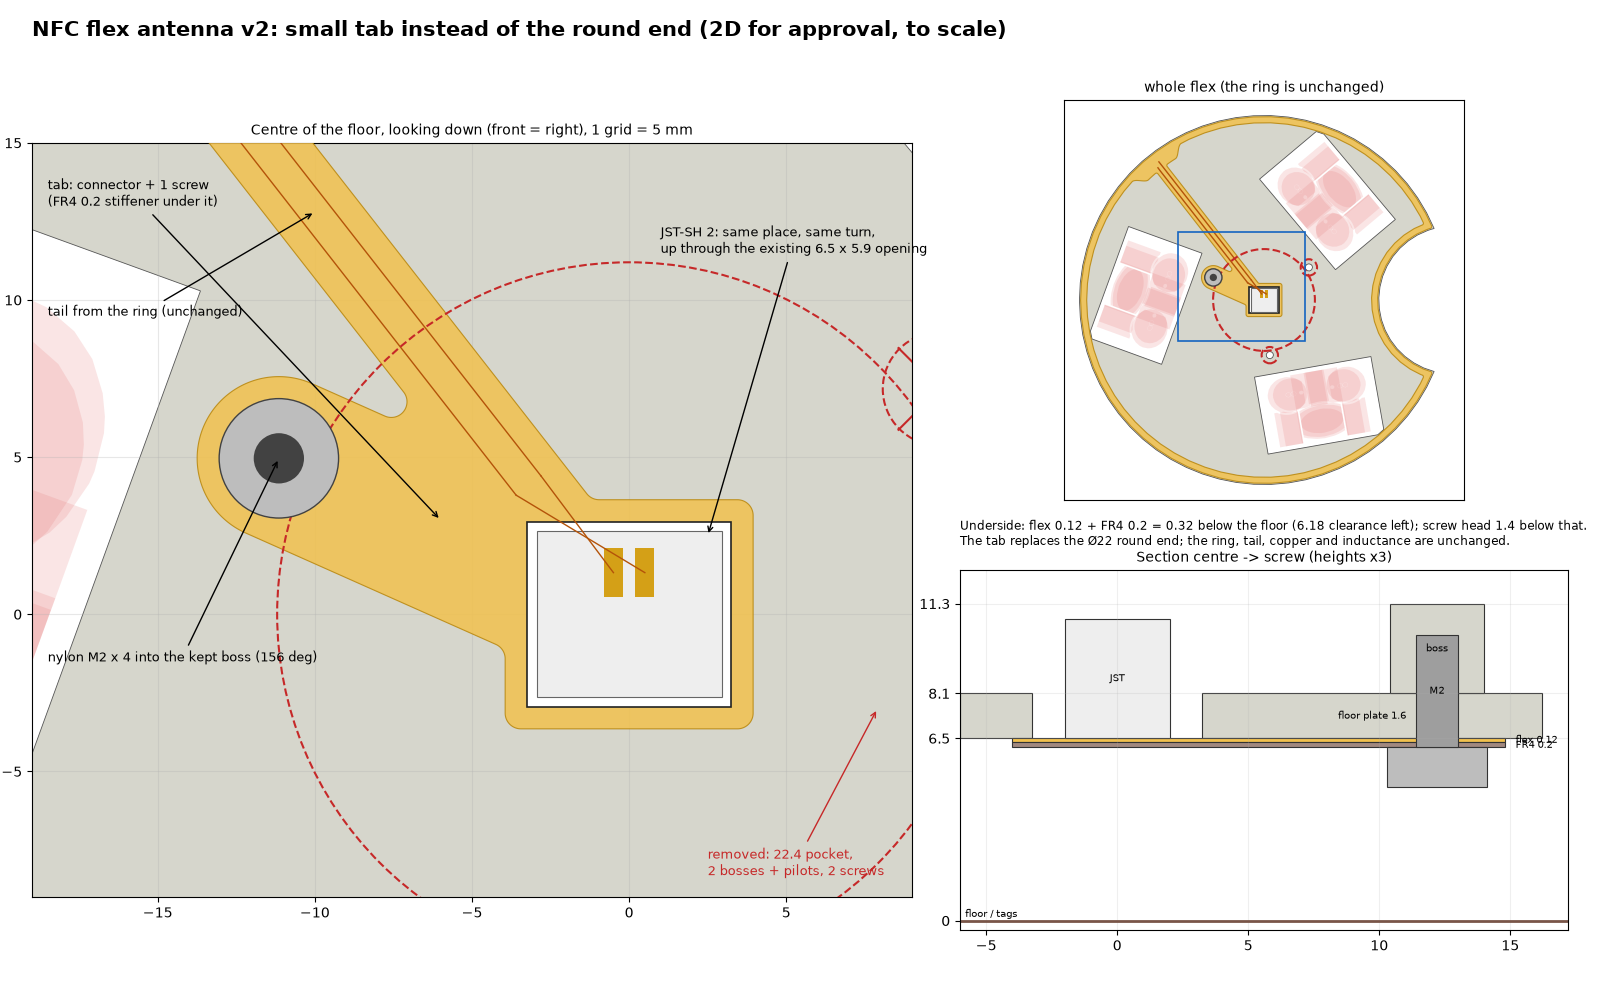 NFC flex antenna v2: small tab instead of the round end (2D for approval, to scale)
Centre of the floor, looking down (front = right), 1 grid = 5 mm
15
10
5
0
−5
−15
−10
−5
0
5
tab: connector + 1 screw
(FR4 0.2 stiffener under it)
tail from the ring (unchanged)
JST-SH 2: same place, same turn,
up through the existing 6.5 x 5.9 opening
nylon M2 x 4 into the kept boss (156 deg)
removed: 22.4 pocket,
2 bosses + pilots, 2 screws
whole flex (the ring is unchanged)
Underside: flex 0.12 + FR4 0.2 = 0.32 below the floor (6.18 clearance left); screw head 1.4 below that.
The tab replaces the Ø22 round end; the ring, tail, copper and inductance are unchanged.
Section centre -> screw (heights x3)
11.3
8.1
6.5
0
−5
0
5
10
15
JST
boss
M2
floor plate 1.6
flex 0.12
FR4 0.2
floor / tags